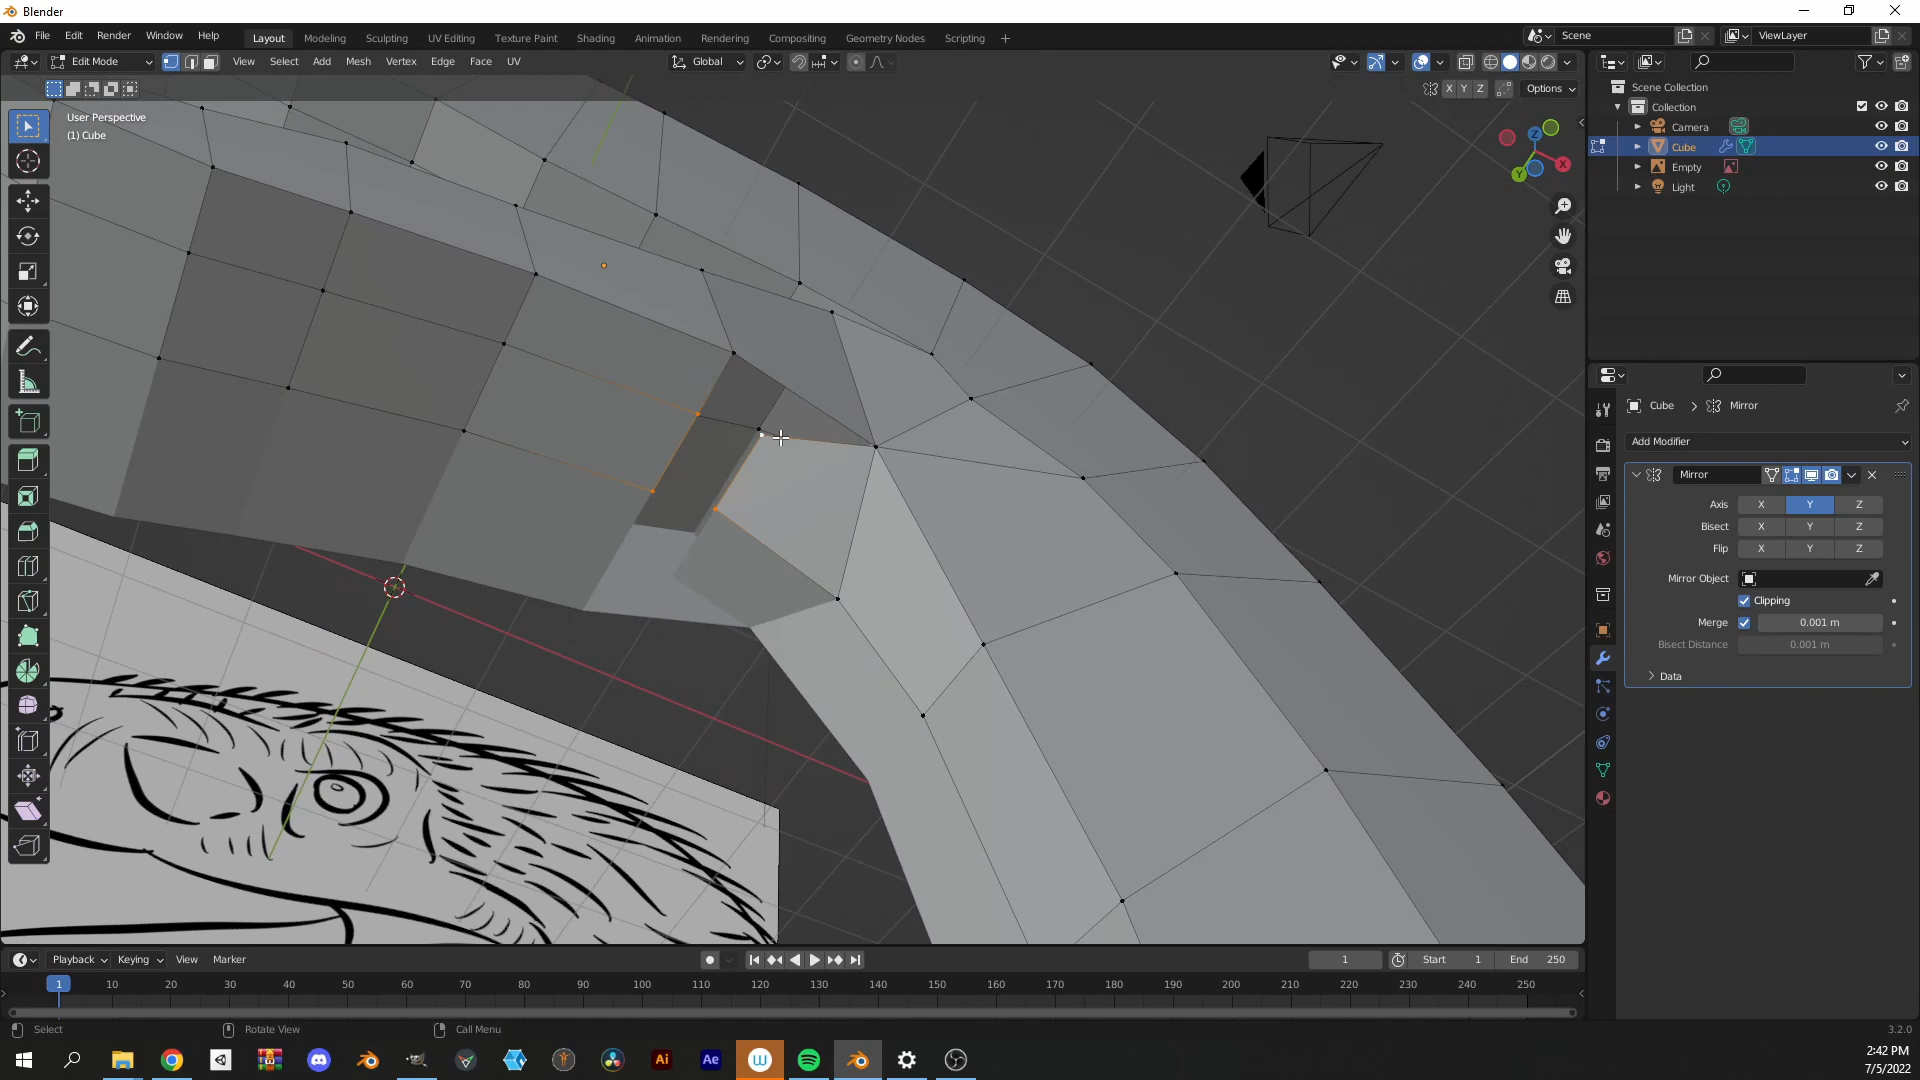 Blender
File Edit Render Window Help Layout Modeling Sculpting UV Editing Texture Paint Shading Animation Rendering Compositing Geometry Nodes Scripting + Scene ViewLayer
Edit Mode View Select Add Mesh Vertex Edge Face UV Global
X Y Z Options
User Perspective
(1) Cube
Z
X
Y
Scene Collection
Collection
Camera
Cube
Empty
Light
Cube > Mirror
Add Modifier
Mirror
Axis X Y Z
Bisect X Y Z
Flip X Y Z
Mirror Object
Clipping
Merge 0.001 m
Bisect Distance 0.001 m
Data
Playback Keying View Marker 1 Start 1 End 250
1 10 20 30 40 50 60 70 80 90 100 110 120 130 140 150 160 170 180 190 200 210 220 230 240 250
Select Rotate View Call Menu 3.2.0
Ai Ae
2:42 PM
7/5/2022